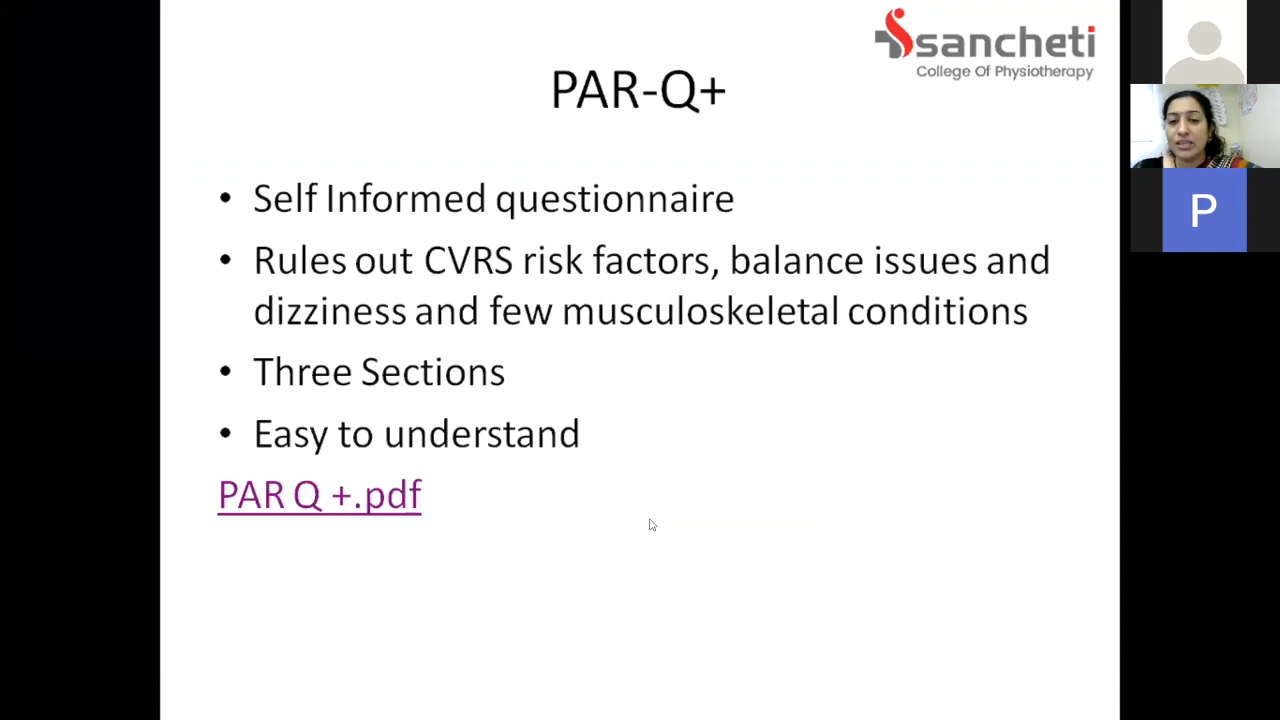 sancheti
College Of Physiotherapy
PAR-Q+
• Self Informed questionnaire
• Rules out CVRS risk factors, balance issues and
dizziness and few musculoskeletal conditions
• Three Sections
• Easy to understand
PAR Q +.pdf
P